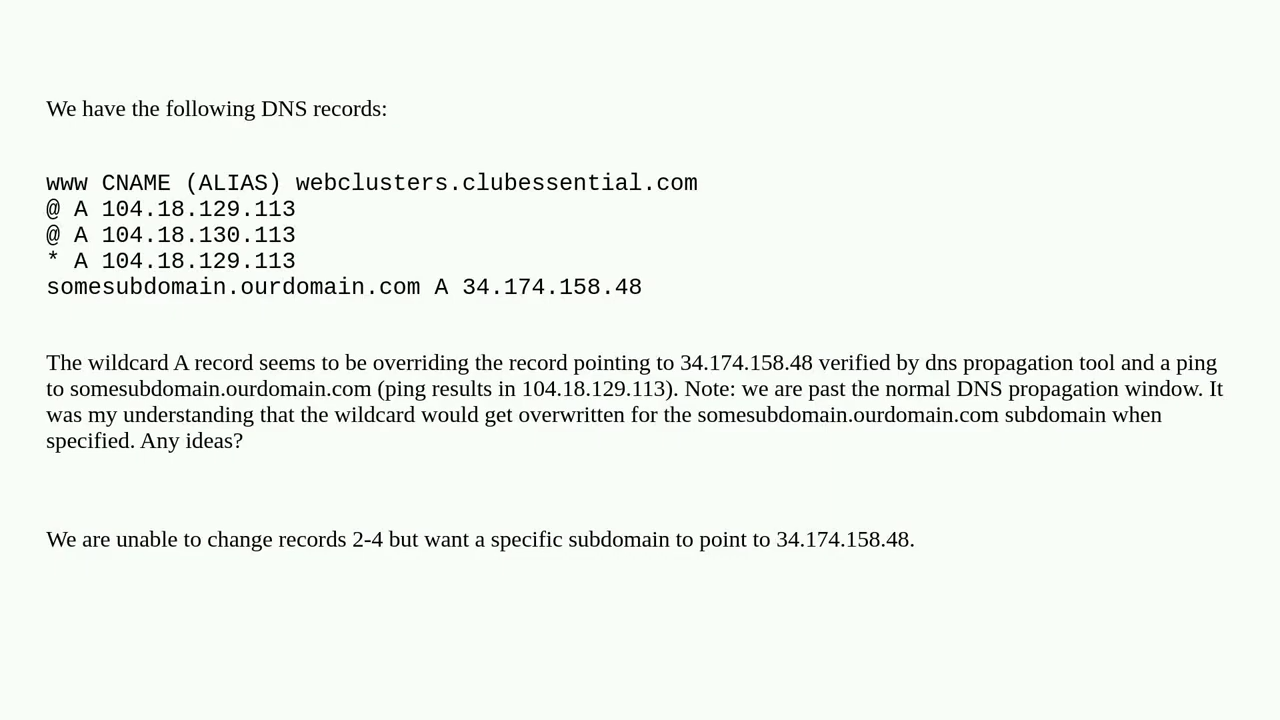 We have the following DNS records:
www CNAME (ALIAS) webclusters.clubessential.com
@ A 104.18.129.113
@ A 104.18.130.113
* A 104.18.129.113
somesubdomain.ourdomain.com A 34.174.158.48
The wildcard A record seems to be overriding the record pointing to 34.174.158.48 verified by dns propagation tool and a ping
to somesubdomain.ourdomain.com (ping results in 104.18.129.113). Note: we are past the normal DNS propagation window. It
was my understanding that the wildcard would get overwritten for the somesubdomain.ourdomain.com subdomain when
specified. Any ideas?
We are unable to change records 2-4 but want a specific subdomain to point to 34.174.158.48.